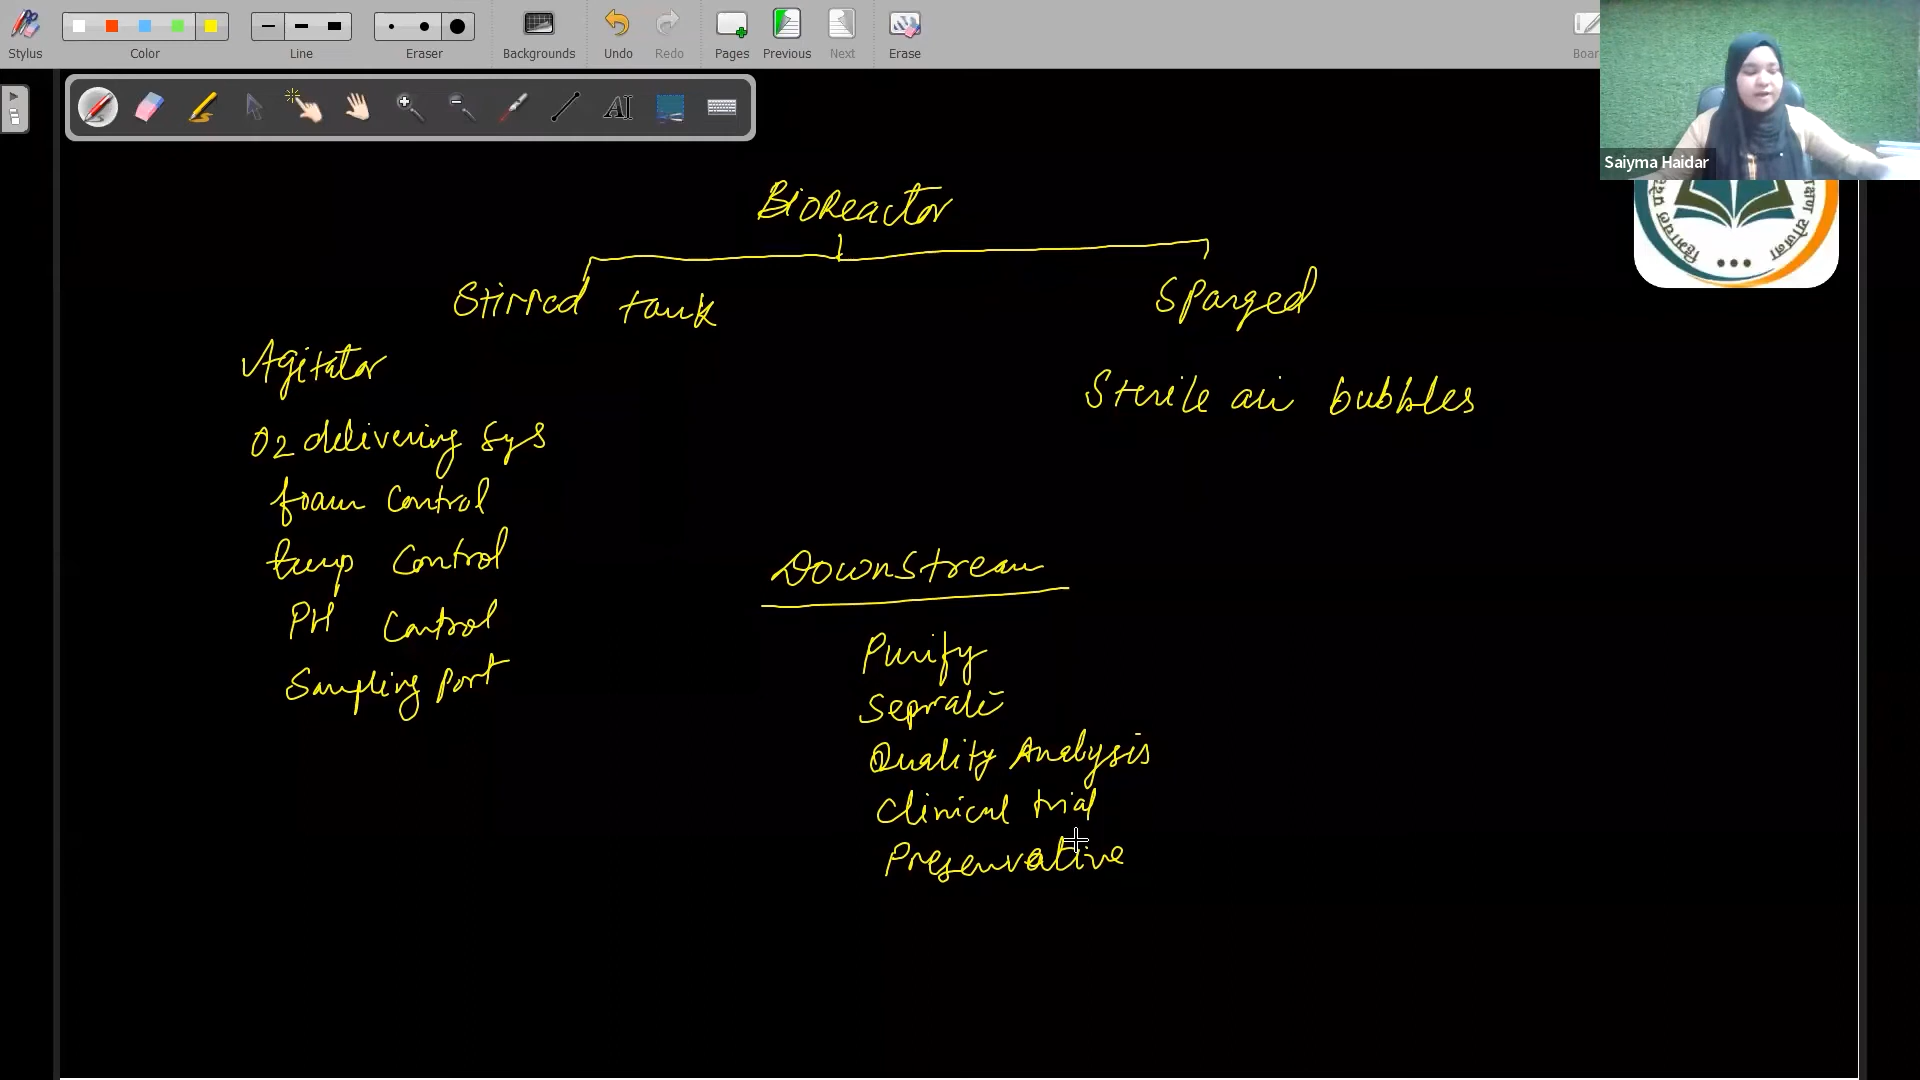 Stylus
Color
Line
Eraser
Backgrounds
Undo
Redo
Pages
Previous
Next
Erase
Boar
Saiyma Haidar
AI
BioReactor
Stirred tank
Sparged
Agitator
Sterile air bubbles
O2 delivering Sys
foam Control
temp Control
PH Control
Sampling Port
Downstream
Purify
Seprate
Quality Analysis
Clinical trial
Preservative